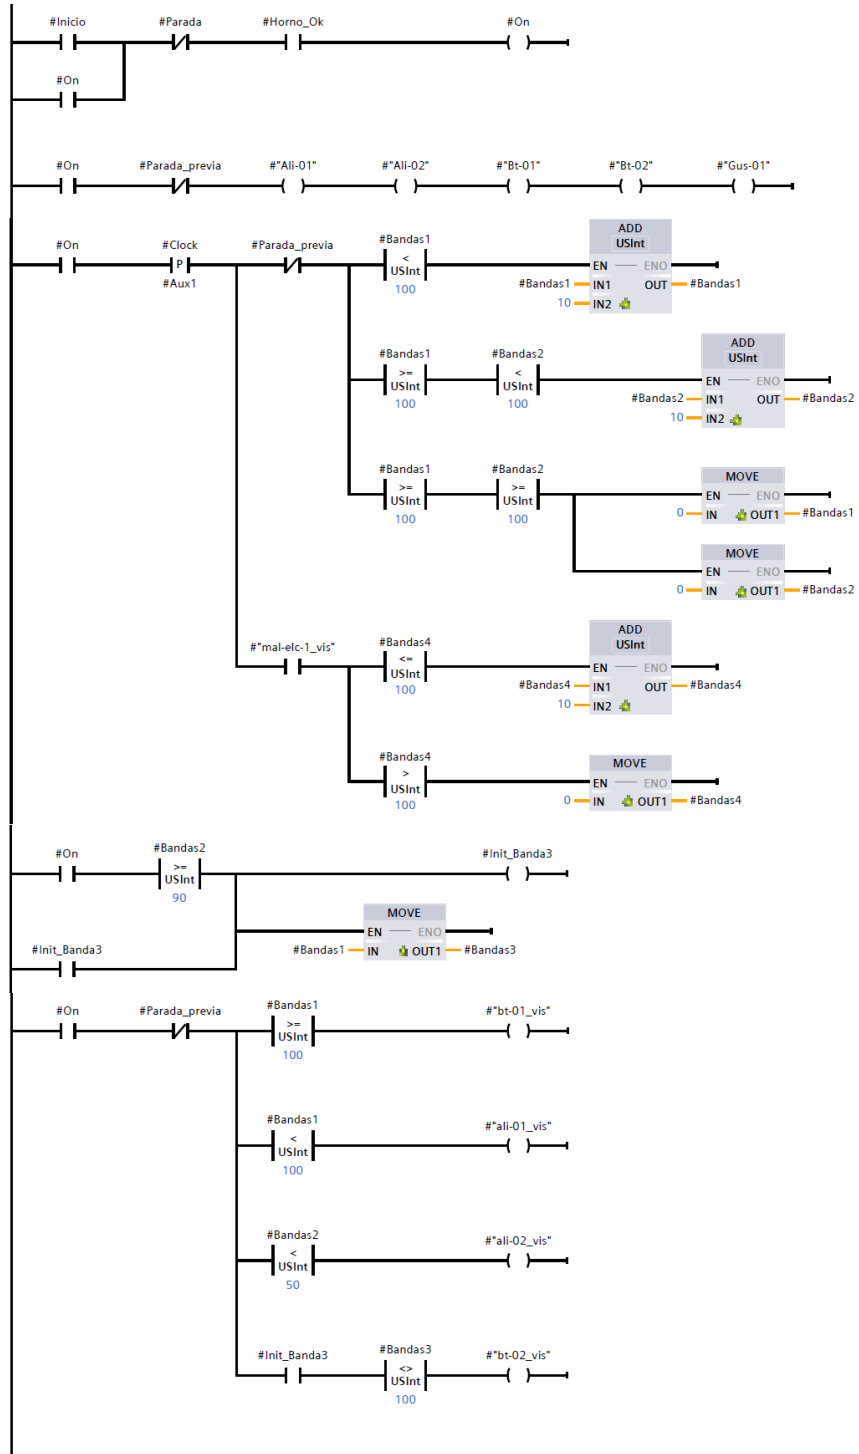 #Inicio #Parada #Horno_Ok #On
#On
#On #Parada_previa #"Ali-01" #"Ali-02" #"Bt-01" #"Bt-02" #"Gus-01"
#On #Clock #Parada_previa #Bandas1 ADD
P < USInt
#Aux1 USInt EN ENO
100 #Bandas1 IN1 OUT #Bandas1
10 IN2
#Bandas1 #Bandas2 ADD
>= < USInt
USInt USInt EN ENO
100 100 #Bandas2 IN1 OUT #Bandas2
10 IN2
#Bandas1 #Bandas2 MOVE
>= >= EN ENO
USInt USInt 0 IN OUT1 #Bandas1
100 100
MOVE
EN ENO
0 IN OUT1 #Bandas2
#"mal-elc-1_vis" #Bandas4 ADD
<= USInt
USInt EN ENO
100 #Bandas4 IN1 OUT #Bandas4
10 IN2
#Bandas4 MOVE
> EN ENO
USInt 0 IN OUT1 #Bandas4
100
#On #Bandas2 #Init_Banda3
>=
USInt
90
MOVE
EN ENO
#Init_Banda3 #Bandas1 IN OUT1 #Bandas3
#On #Parada_previa #Bandas1 #"bt-01_vis"
>=
USInt
100
#Bandas1 #"ali-01_vis"
<
USInt
100
#Bandas2 #"ali-02_vis"
<
USInt
50
#Init_Banda3 #Bandas3 #"bt-02_vis"
<>
USInt
100